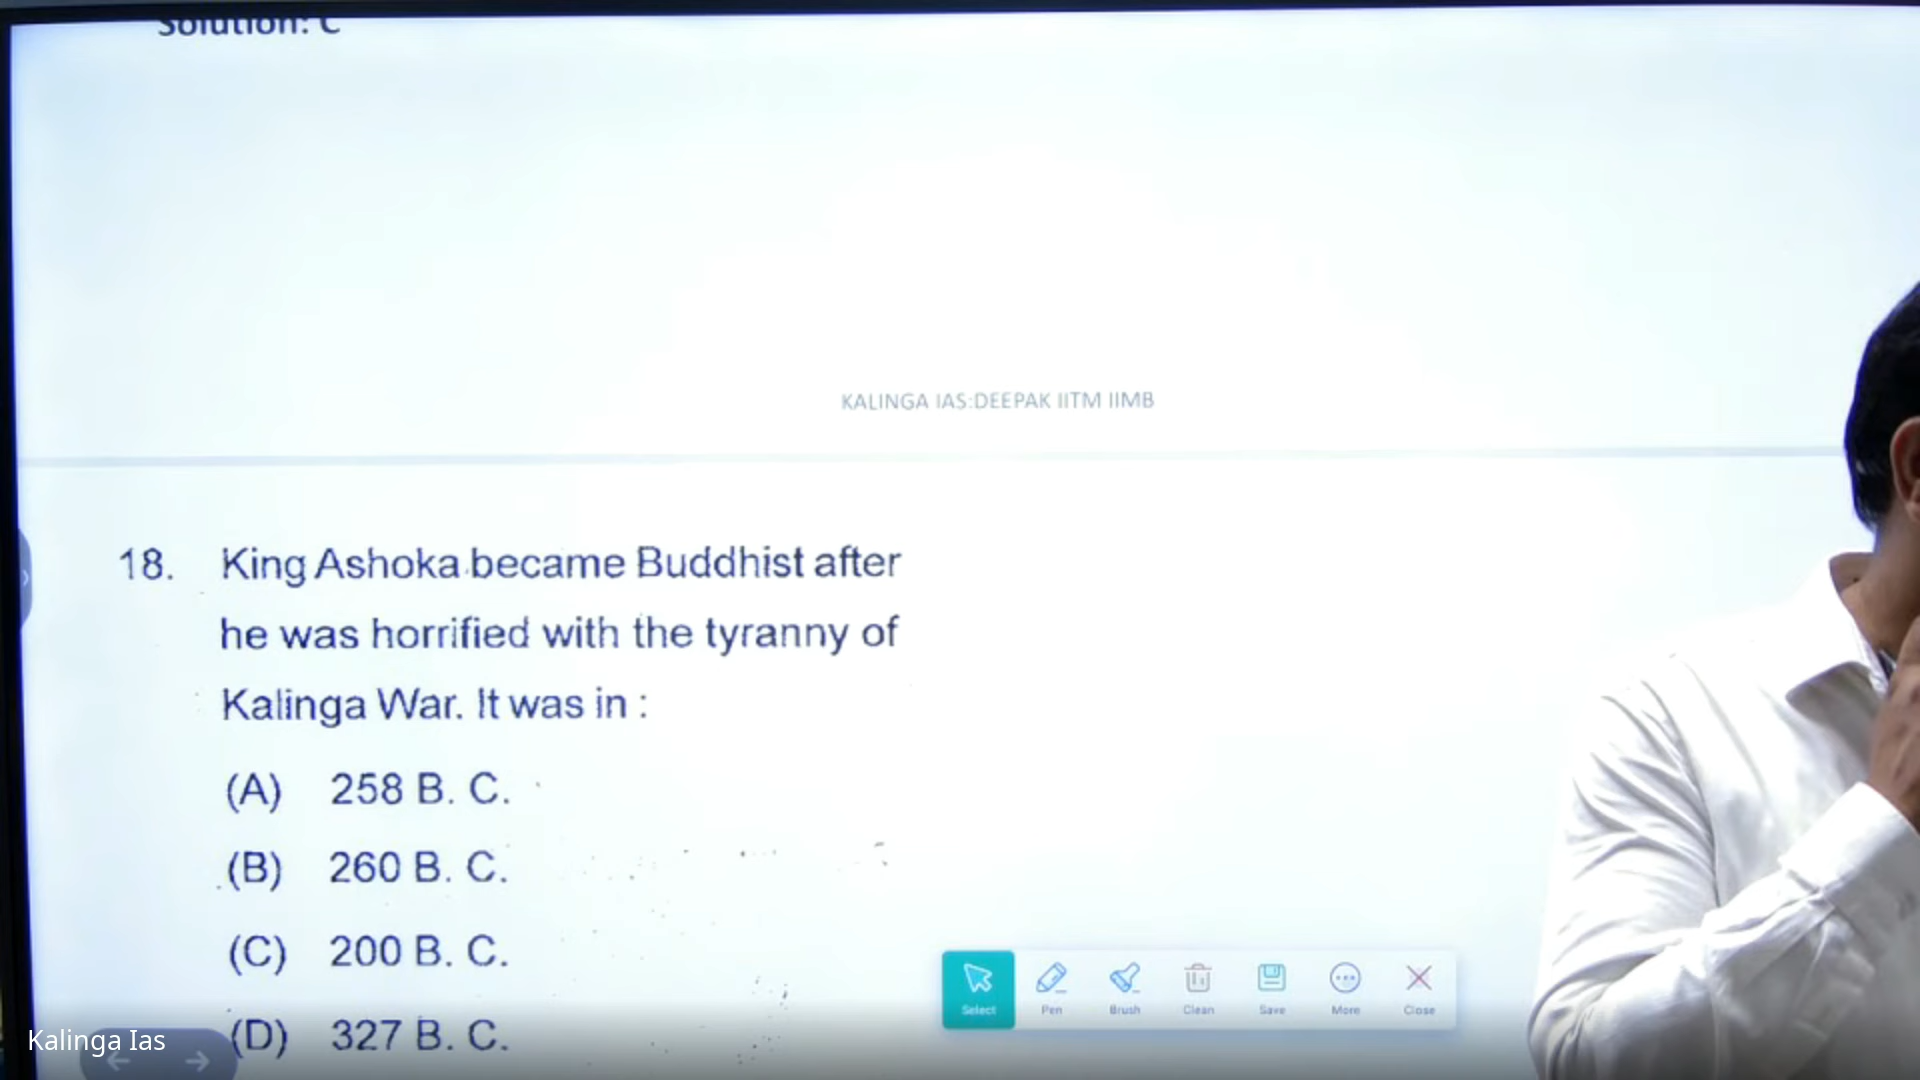 Solution: C
KALINGA IAS:DEEPAK IITM IIMB
18. King Ashoka became Buddhist after
he was horrified with the tyranny of
Kalinga War. It was in :
(A) 258 B. C.
(B) 260 B. C.
(C) 200 B. C.
(D) 327 B. C.
Select Pen Brush Clean Save More Close
Kalinga Ias